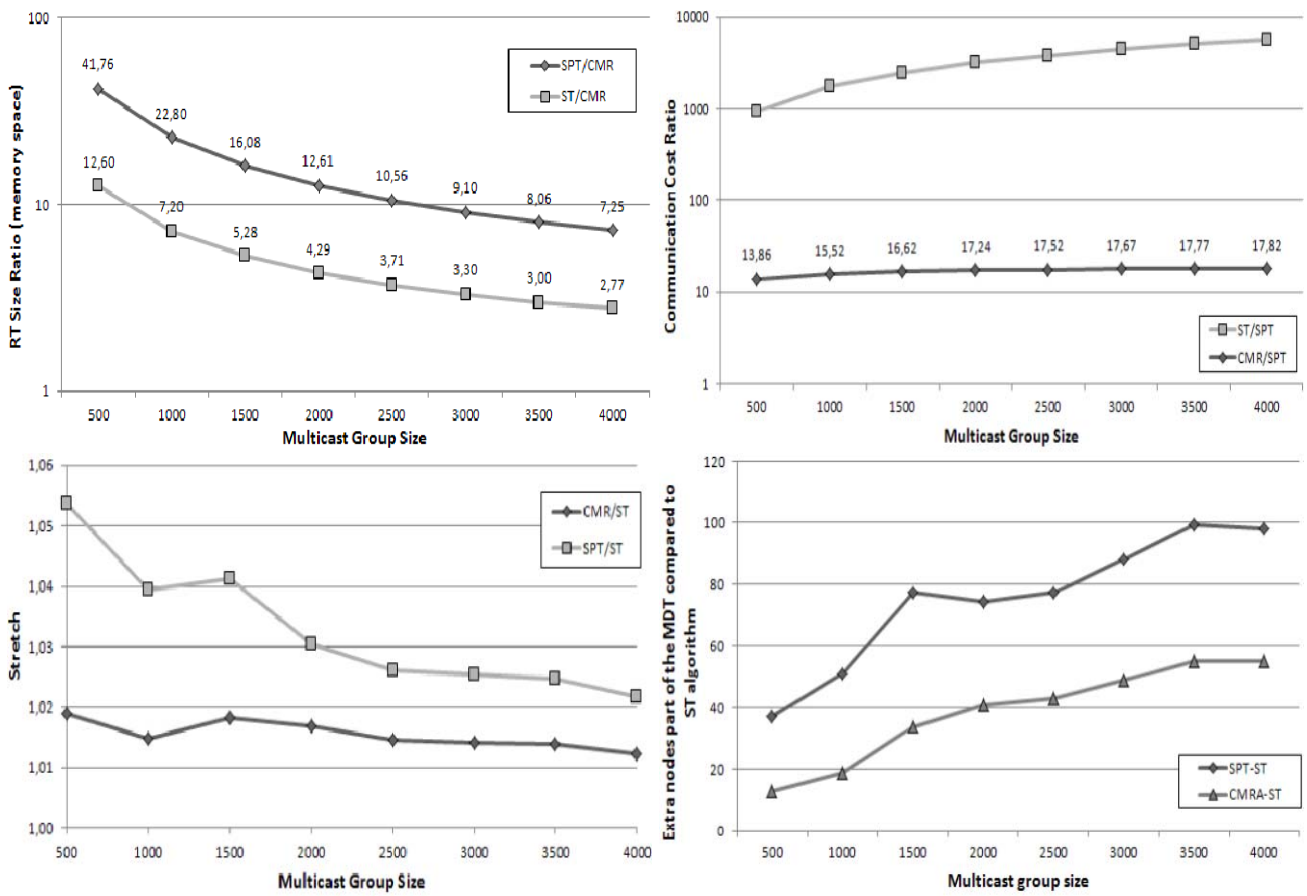 RT Size Ratio (memory space)
100
10
1
41,76
22,80
16,08
12,61
10,56
9,10
8,06
7,25
12,60
7,20
5,28
4,29
3,71
3,30
3,00
2,77
SPT/CMR
ST/CMR
500 1000 1500 2000 2500 3000 3500 4000
Multicast Group Size
Communication Cost Ratio
10000
1000
100
10
1
13,86 15,52 16,62 17,24 17,52 17,67 17,77 17,82
ST/SPT
CMR/SPT
500 1000 1500 2000 2500 3000 3500 4000
Multicast Group Size
Stretch
1,06
1,05
1,04
1,03
1,02
1,01
1,00
CMR/ST
SPT/ST
500 1000 1500 2000 2500 3000 3500 4000
Multicast Group Size
Extra nodes part of the MDT compared to
ST algorithm
120
100
80
60
40
20
0
SPT-ST
CMRA-ST
500 1000 1500 2000 2500 3000 3500 4000
Multicast group size